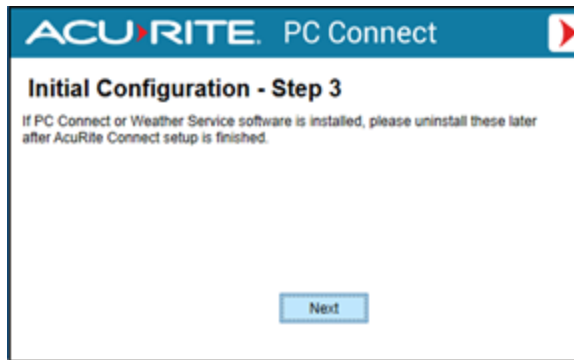 ACU›RITE. PC Connect
Initial Configuration - Step 3
If PC Connect or Weather Service software is installed, please uninstall these later
after AcuRite Connect setup is finished.
Next